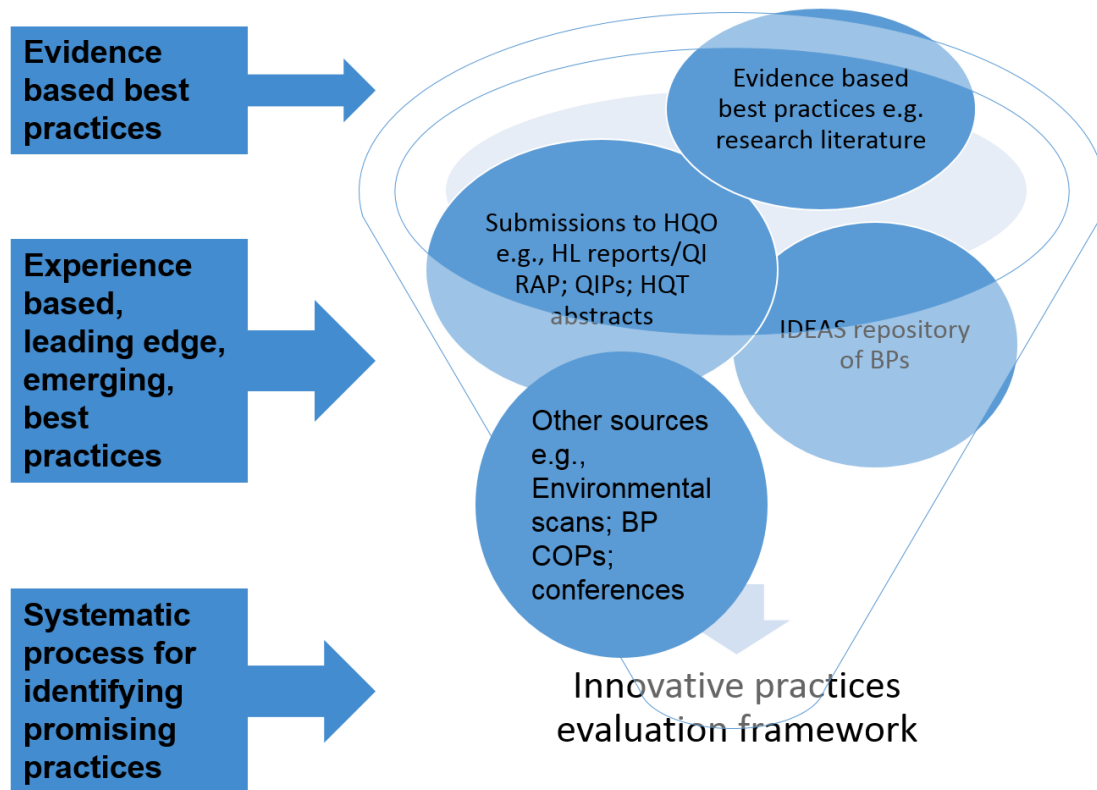 Evidence
based best
practices
Evidence based
best practices e.g.
research literature
Submissions to HQO
e.g., HL reports/QI
RAP; QIPs; HQT
abstracts
Experience
based,
leading edge,
emerging,
best
practices
IDEAS repository
of BPs
Other sources
e.g.,
Environmental
scans; BP
COPs;
conferences
Systematic
process for
identifying
promising
practices
Innovative practices
evaluation framework